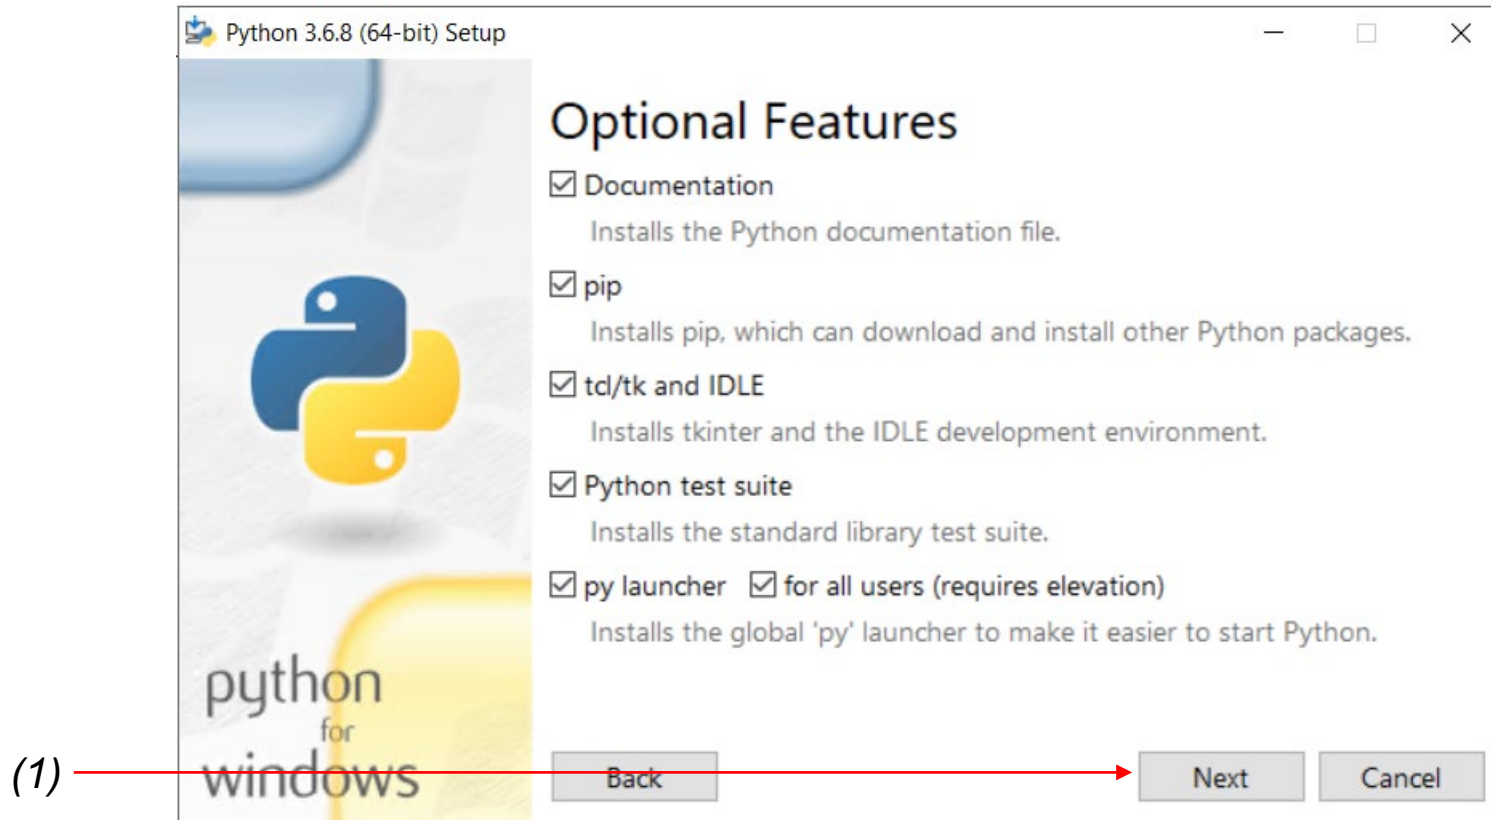 Python 3.6.8 (64-bit) Setup
Optional Features
Documentation
Installs the Python documentation file.
pip
Installs pip, which can download and install other Python packages.
tcl/tk and IDLE
Installs tkinter and the IDLE development environment.
Python test suite
Installs the standard library test suite.
py launcher for all users (requires elevation)
Installs the global 'py' launcher to make it easier to start Python.
python
for
windows
(1)
Back Next Cancel